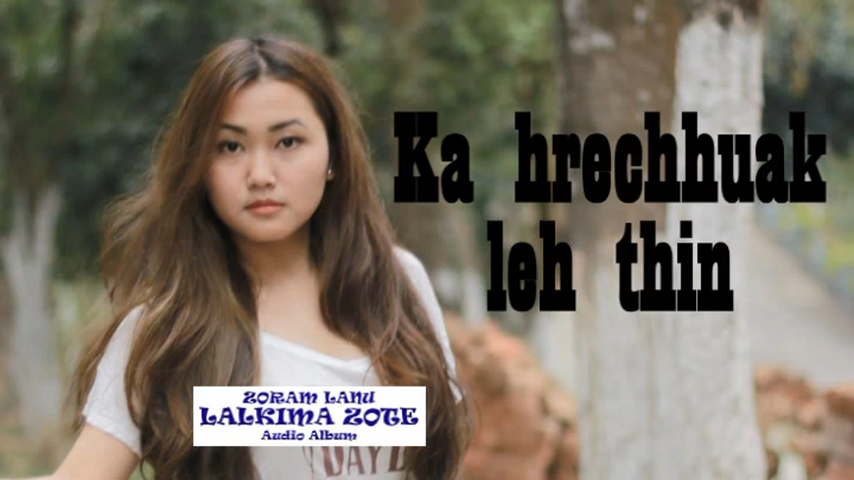 Ka hrechhuak
leh thin
ZORAM LANU
LALKIMA ZOTE
Audio Album